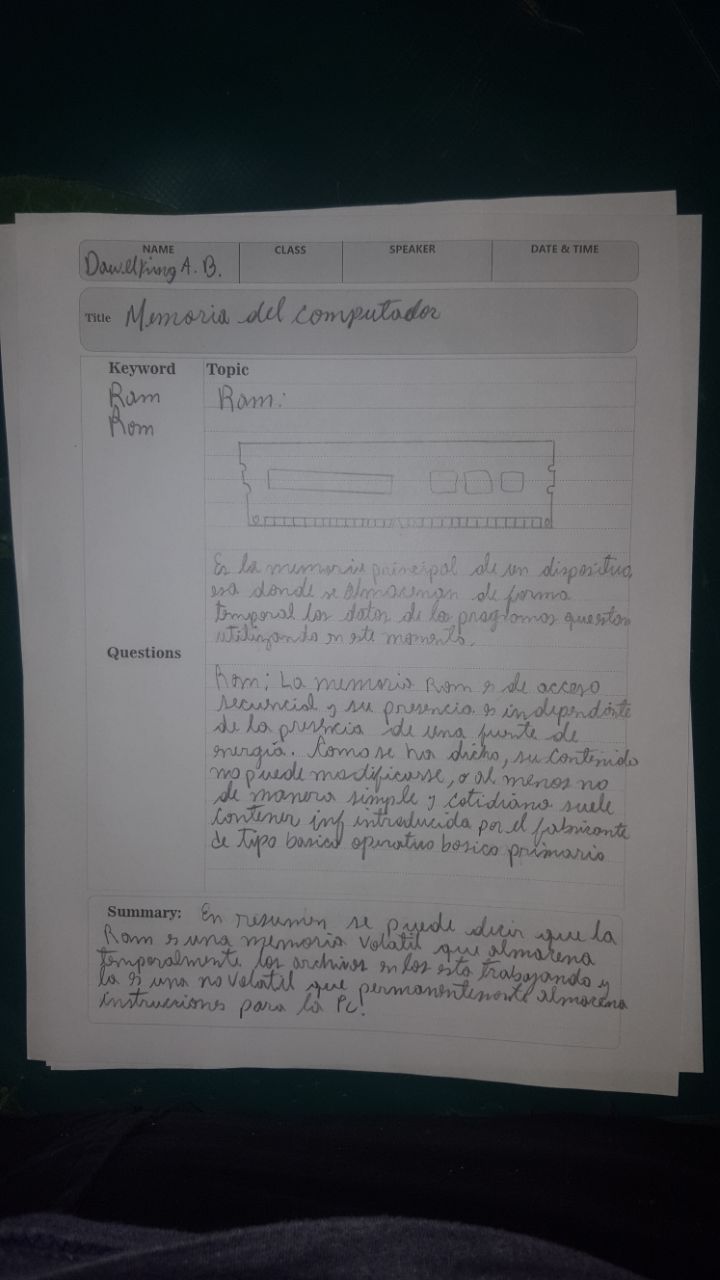 NAME CLASS SPEAKER DATE & TIME
A. B.
Title Memoria del computador
Keyword Topic
Ram Ram:
Rom
Es la memoria principal de un dispositivo,
esa donde se almacenan de forma
temporal los datos de los programas que estan
utilizando en este momento.
Questions
Rom: La memoria Rom es de acceso
secuencial y su presencia es independiente
de la presencia de una fuente de
energía. Como se ha dicho, su contenido
no puede modificarse, o al menos no
de manera simple y cotidiana suele
contener inf introducida por el fabricante
de tipo basico operativo basico primario
Summary: En resumen se puede decir que la
Ram es una memoria volatil que almacena
temporalmente los archivos en los esta trabajando y
la es una no volatil que permanentemente almacena
instrucciones para la Pc!